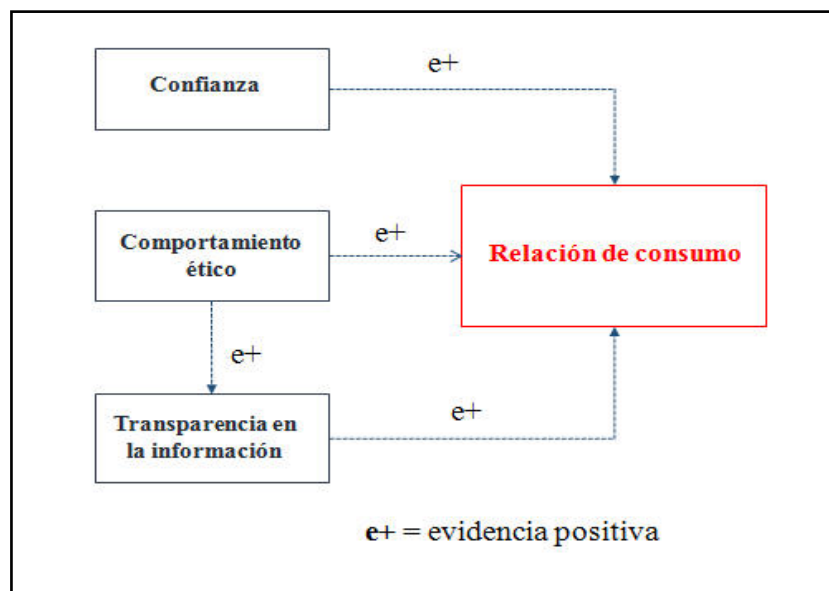 e+
Confianza
Comportamiento
ético
e+
Relación de consumo
e+
Transparencia en
la información
e+
e+ = evidencia positiva